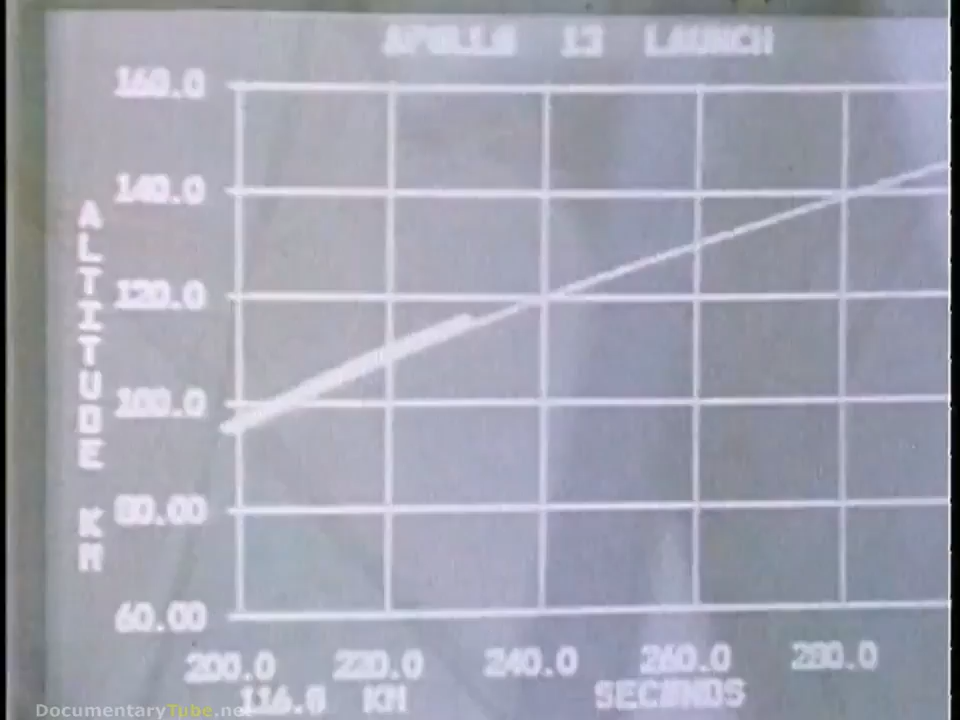 APOLLO 13 LAUNCH
160.0
140.0
120.0
100.0
80.00
60.00
ALTITUDE KM
200.0 220.0 240.0 260.0 280.0
116.0 KM SECONDS
DocumentaryTube.net